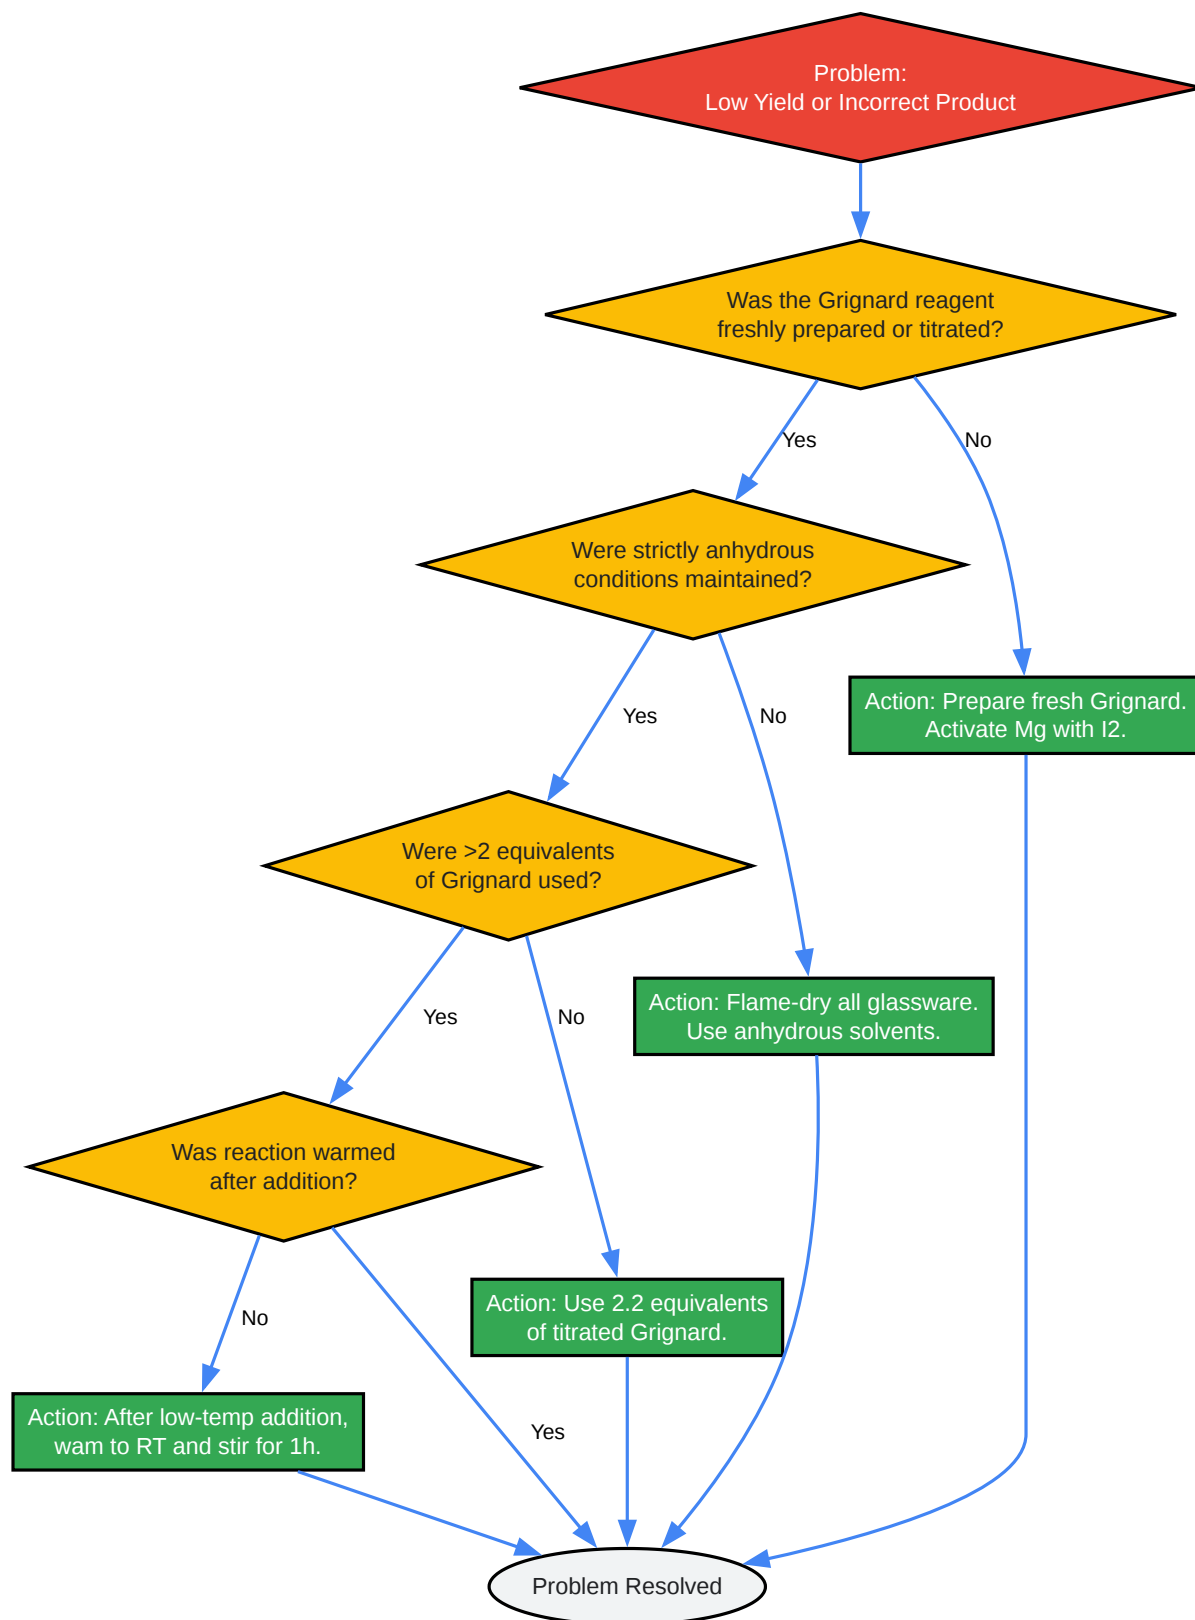 Problem:
Low Yield or Incorrect Product
Was the Grignard reagent
freshly prepared or titrated?
Yes
No
Were strictly anhydrous
conditions maintained?
Action: Prepare fresh Grignard.
Activate Mg with I2.
Yes
No
Were >2 equivalents
of Grignard used?
Action: Flame-dry all glassware.
Use anhydrous solvents.
Yes
No
Was reaction warmed
after addition?
Action: Use 2.2 equivalents
of titrated Grignard.
No
Action: After low-temp addition,
wam to RT and stir for 1h.
Yes
Problem Resolved